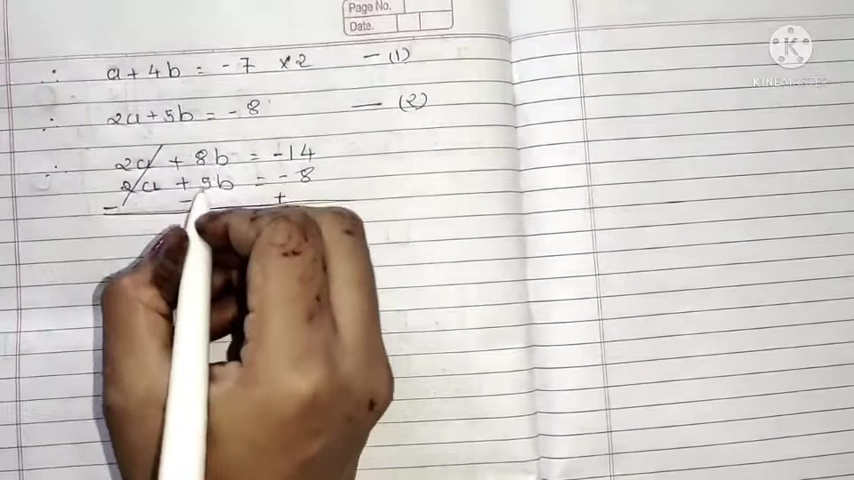 Page No.
Date.
∴ a + 4b = -7 ×2 — (1)
∴ 2a + 5b = -8 — (2)
∴ 2a + 8b = -14
2a + 5b = -8
- - +
K
KINEMASTER